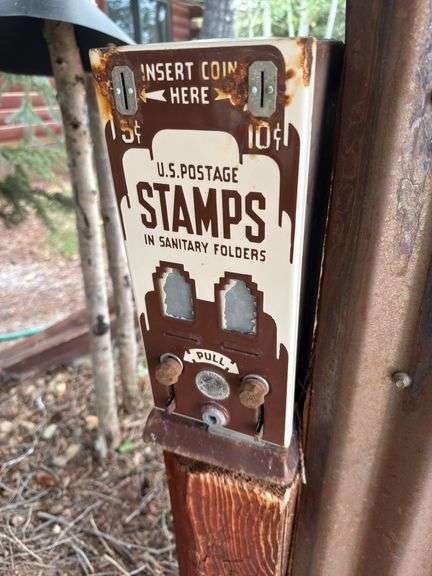 INSERT COIN
HERE
5¢ 10¢
U.S. POSTAGE
STAMPS
IN SANITARY FOLDERS
PULL